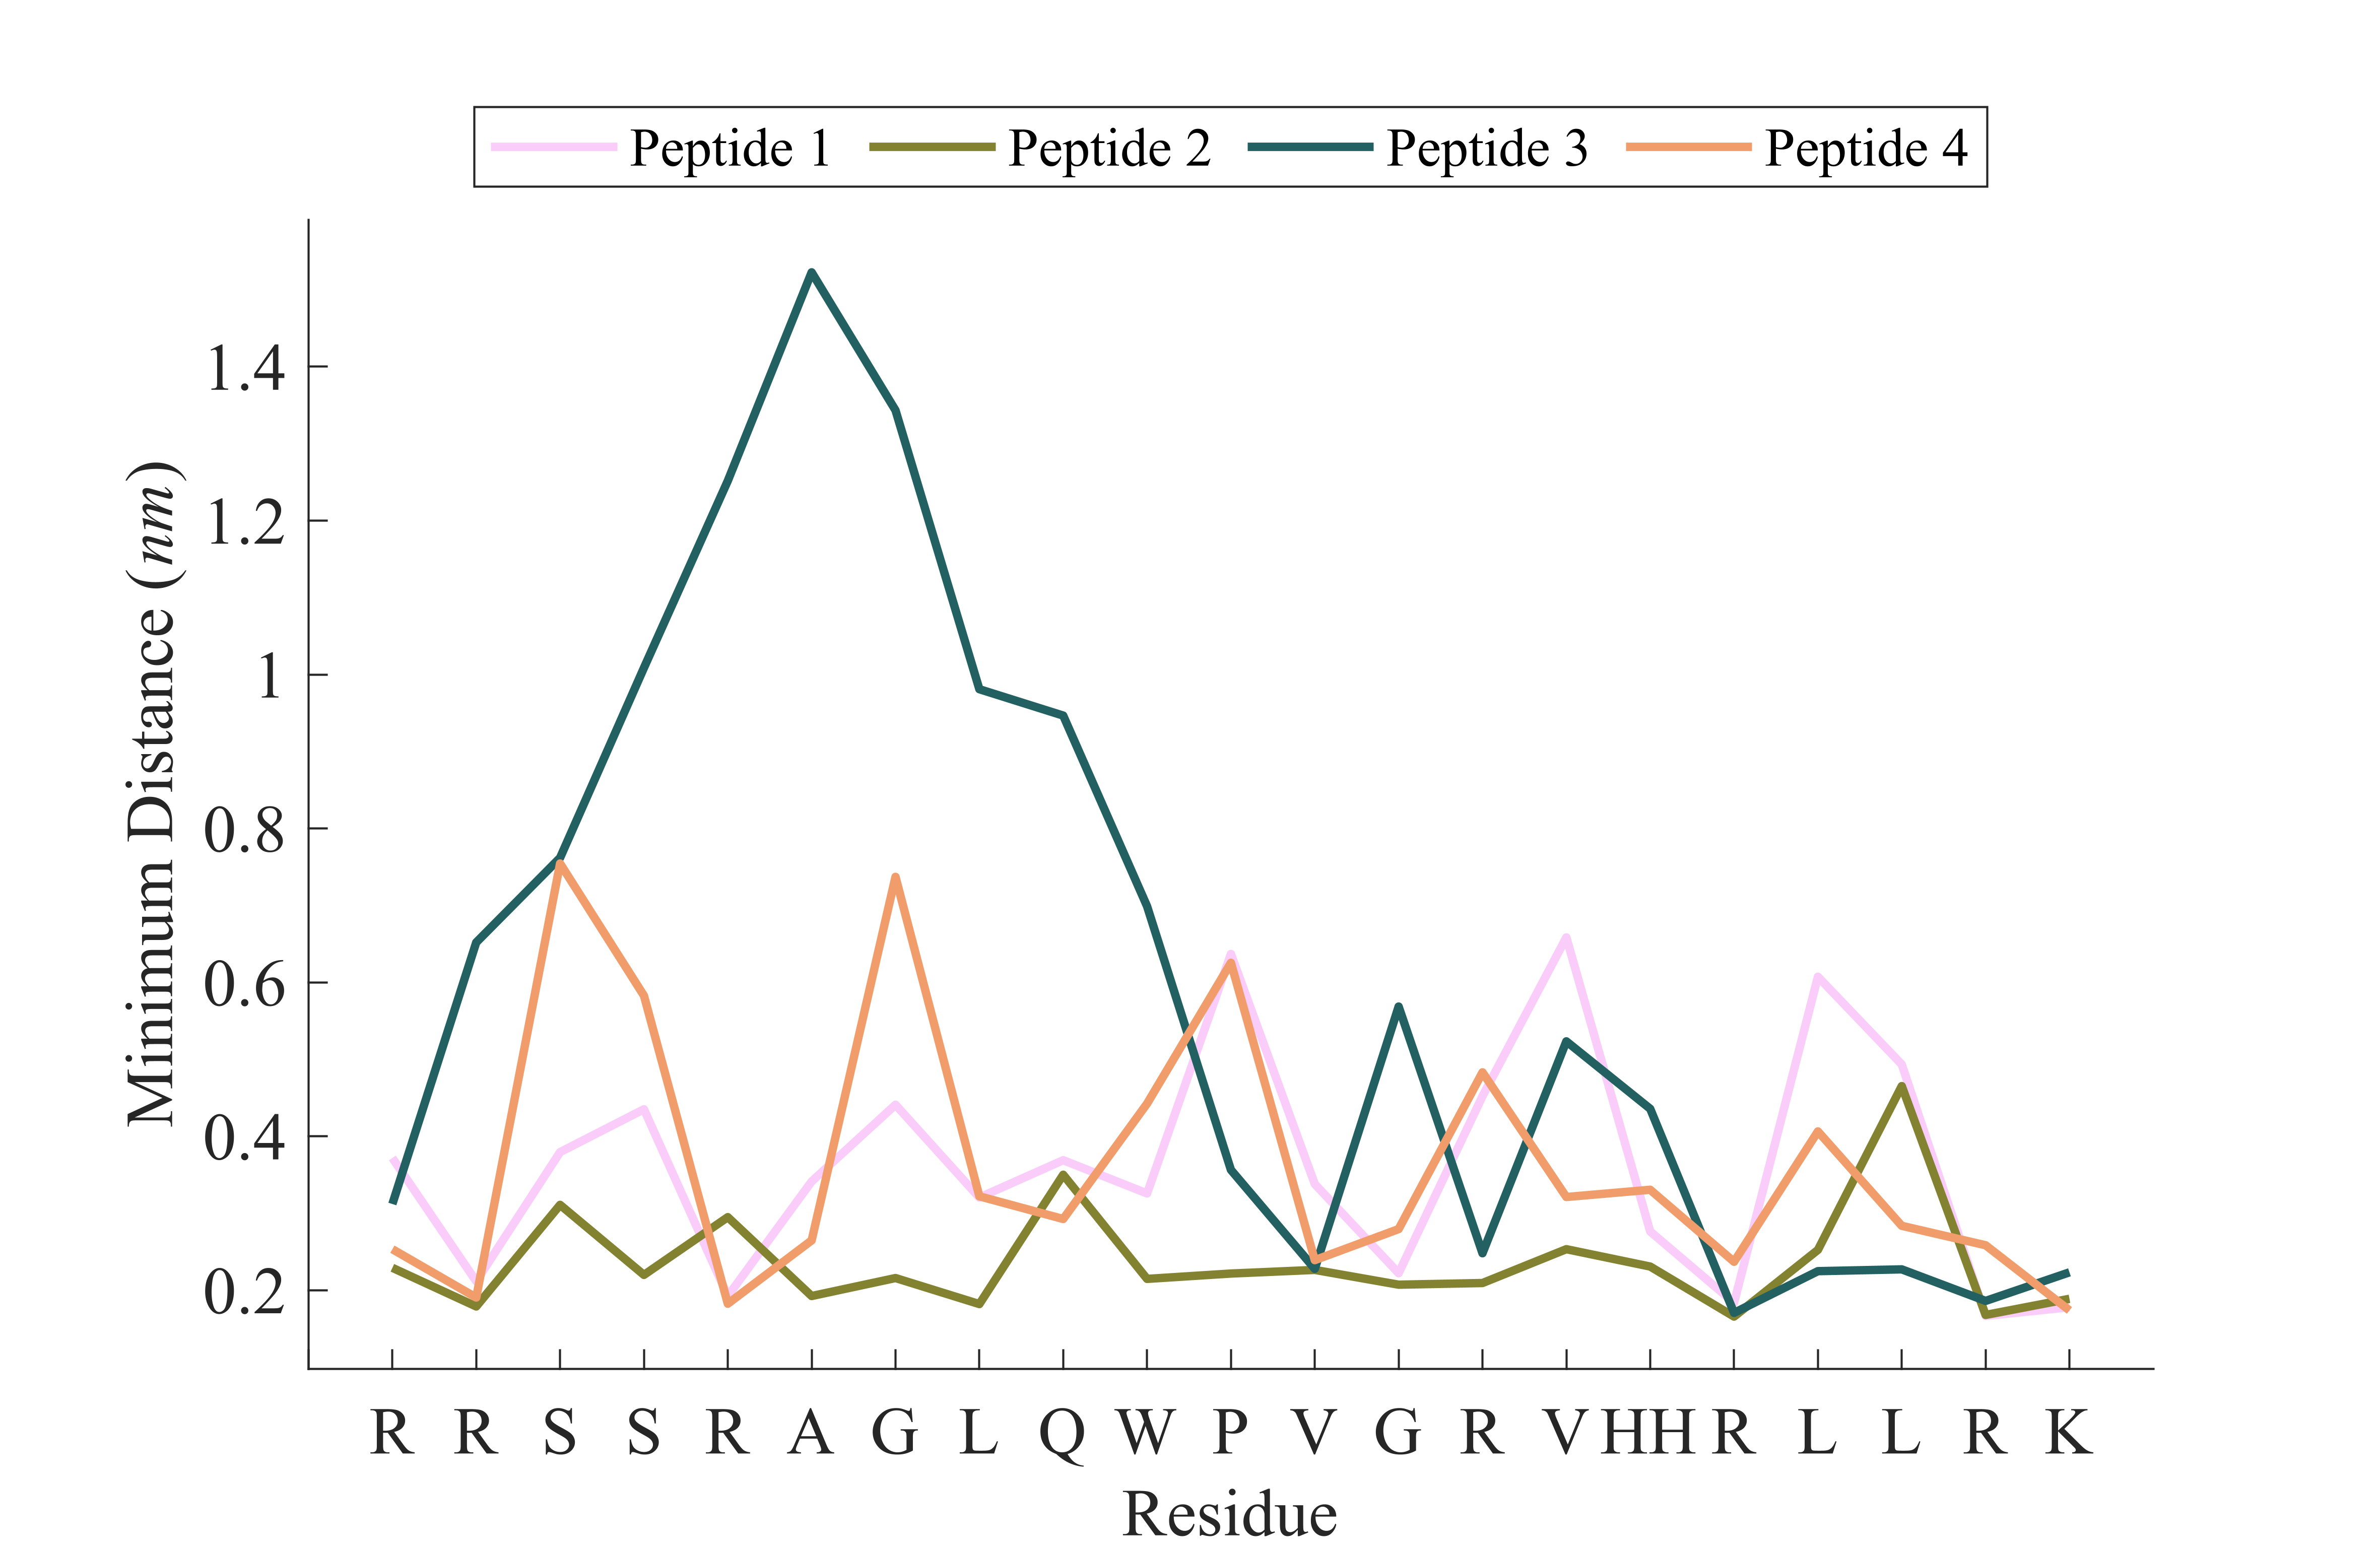 Peptide 1 Peptide 2 Peptide 3 Peptide 4
Minimum Distance (nm)
1.4
1.2
1
0.8
0.6
0.4
0.2
R R S S R A G L Q W P V G R V HH R L L R K
Residue